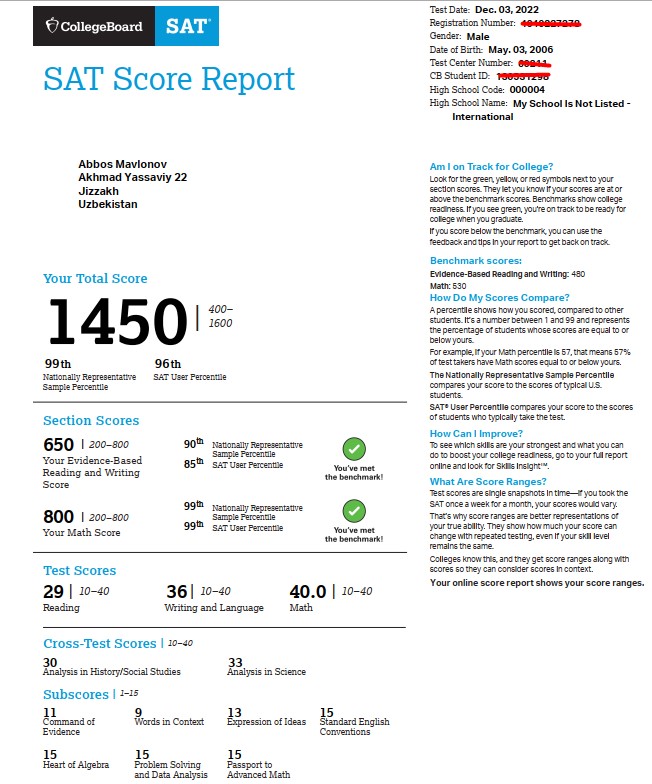 CollegeBoard SAT®
SAT Score Report
Test Date: Dec. 03, 2022
Registration Number:
Gender: Male
Date of Birth: May. 03, 2006
Test Center Number:
CB Student ID:
High School Code: 000004
High School Name: My School Is Not Listed -
International
Abbos Mavlonov
Akhmad Yassaviy 22
Jizzakh
Uzbekistan
Your Total Score
1450 | 400–
1600
99th
Nationally Representative
Sample Percentile
96th
SAT User Percentile
Section Scores
650 | 200–800
Your Evidence-Based
Reading and Writing
Score
90th Nationally Representative
Sample Percentile
85th SAT User Percentile
You've met
the benchmark!
800 | 200–800
Your Math Score
99th Nationally Representative
Sample Percentile
99th SAT User Percentile
You've met
the benchmark!
Test Scores
29 | 10–40
Reading
36 | 10–40
Writing and Language
40.0 | 10–40
Math
Cross-Test Scores | 10–40
30
Analysis in History/Social Studies
33
Analysis in Science
Subscores | 1–15
11
Command of
Evidence
9
Words in Context
13
Expression of Ideas
15
Standard English
Conventions
15
Heart of Algebra
15
Problem Solving
and Data Analysis
15
Passport to
Advanced Math
Am I on Track for College?
Look for the green, yellow, or red symbols next to your
section scores. They let you know if your scores are at or
above the benchmark scores. Benchmarks show college
readiness. If you see green, you're on track to be ready for
college when you graduate.
If you score below the benchmark, you can use the
feedback and tips in your report to get back on track.
Benchmark scores:
Evidence-Based Reading and Writing: 480
Math: 530
How Do My Scores Compare?
A percentile shows how you scored, compared to other
students. It's a number between 1 and 99 and represents
the percentage of students whose scores are equal to or
below yours.
For example, if your Math percentile is 57, that means 57%
of test takers have Math scores equal to or below yours.
The Nationally Representative Sample Percentile
compares your score to the scores of typical U.S.
students.
SAT® User Percentile compares your score to the scores
of students who typically take the test.
How Can I Improve?
To see which skills are your strongest and what you can
do to boost your college readiness, go to your full report
online and look for Skills Insight™.
What Are Score Ranges?
Test scores are single snapshots in time—if you took the
SAT once a week for a month, your scores would vary.
That's why score ranges are better representations of
your true ability. They show how much your score can
change with repeated testing, even if your skill level
remains the same.
Colleges know this, and they get score ranges along with
scores so they can consider scores in context.
Your online score report shows your score ranges.